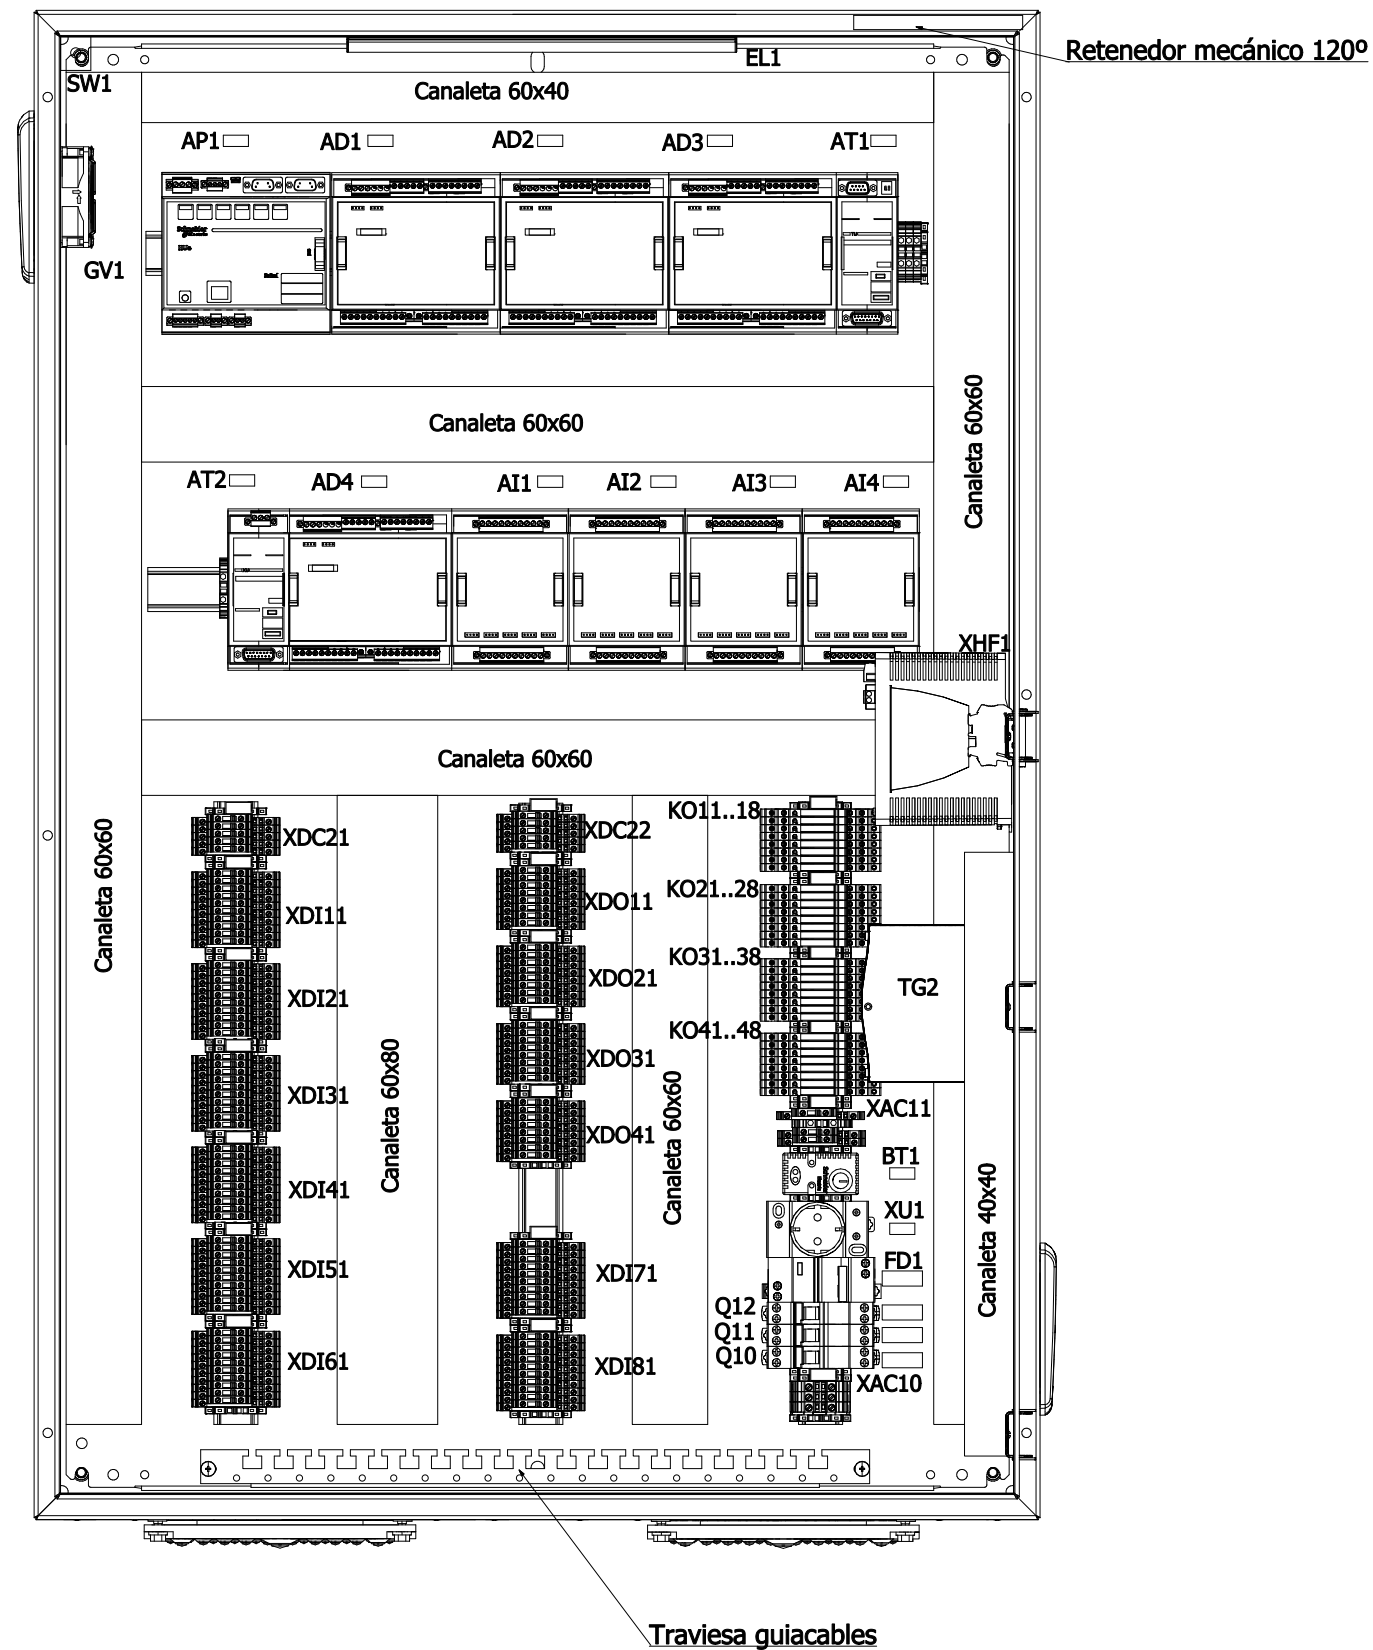 Retenedor mecánico 120º
EL1
SW1
Canaleta 60x40
AP1
AD1
AD2
AD3
AT1
GV1
Canaleta 60x60
Canaleta 60x60
AT2
AD4
AI1
AI2
AI3
AI4
XHF1
Canaleta 60x60
Canaleta 60x60
XDC21
XDI11
XDI21
XDI31
XDI41
XDI51
XDI61
Canaleta 60x80
XDC22
XDO11
XDO21
XDO31
XDO41
XDI71
XDI81
Canaleta 60x60
KO11..18
KO21..28
KO31..38
KO41..48
TG2
XAC11
BT1
XU1
FD1
Q12
Q11
Q10
XAC10
Canaleta 40x40
Traviesa guiacables